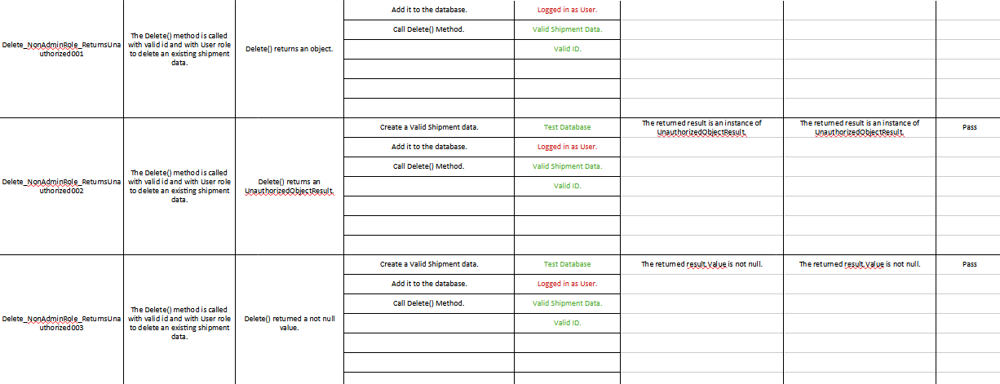 Add it to the database. Logged in as User.
Call Delete() Method. Valid Shipment Data.
Delete_NonAdminRole_ReturnsUna
uthorized001
The Delete() method is called
with valid id and with User role
to delete an existing shipment
data.
Delete() returns an object.
Valid ID.
Create a Valid Shipment data. Test Database
The returned result is an instance of
UnauthorizedObjectResult.
The returned result is an instance of
UnauthorizedObjectResult.
Pass
Add it to the database. Logged in as User.
Call Delete() Method. Valid Shipment Data.
Delete_NonAdminRole_ReturnsUna
uthorized002
The Delete() method is called
with valid id and with User role
to delete an existing shipment
data.
Delete() returns an
UnauthorizedObjectResult.
Valid ID.
Create a Valid Shipment data. Test Database The returned result.Value is not null. The returned result.Value is not null. Pass
Add it to the database. Logged in as User.
Call Delete() Method. Valid Shipment Data.
Delete_NonAdminRole_ReturnsUna
uthorized003
The Delete() method is called
with valid id and with User role
to delete an existing shipment
data.
Delete() returned a not null
value.
Valid ID.